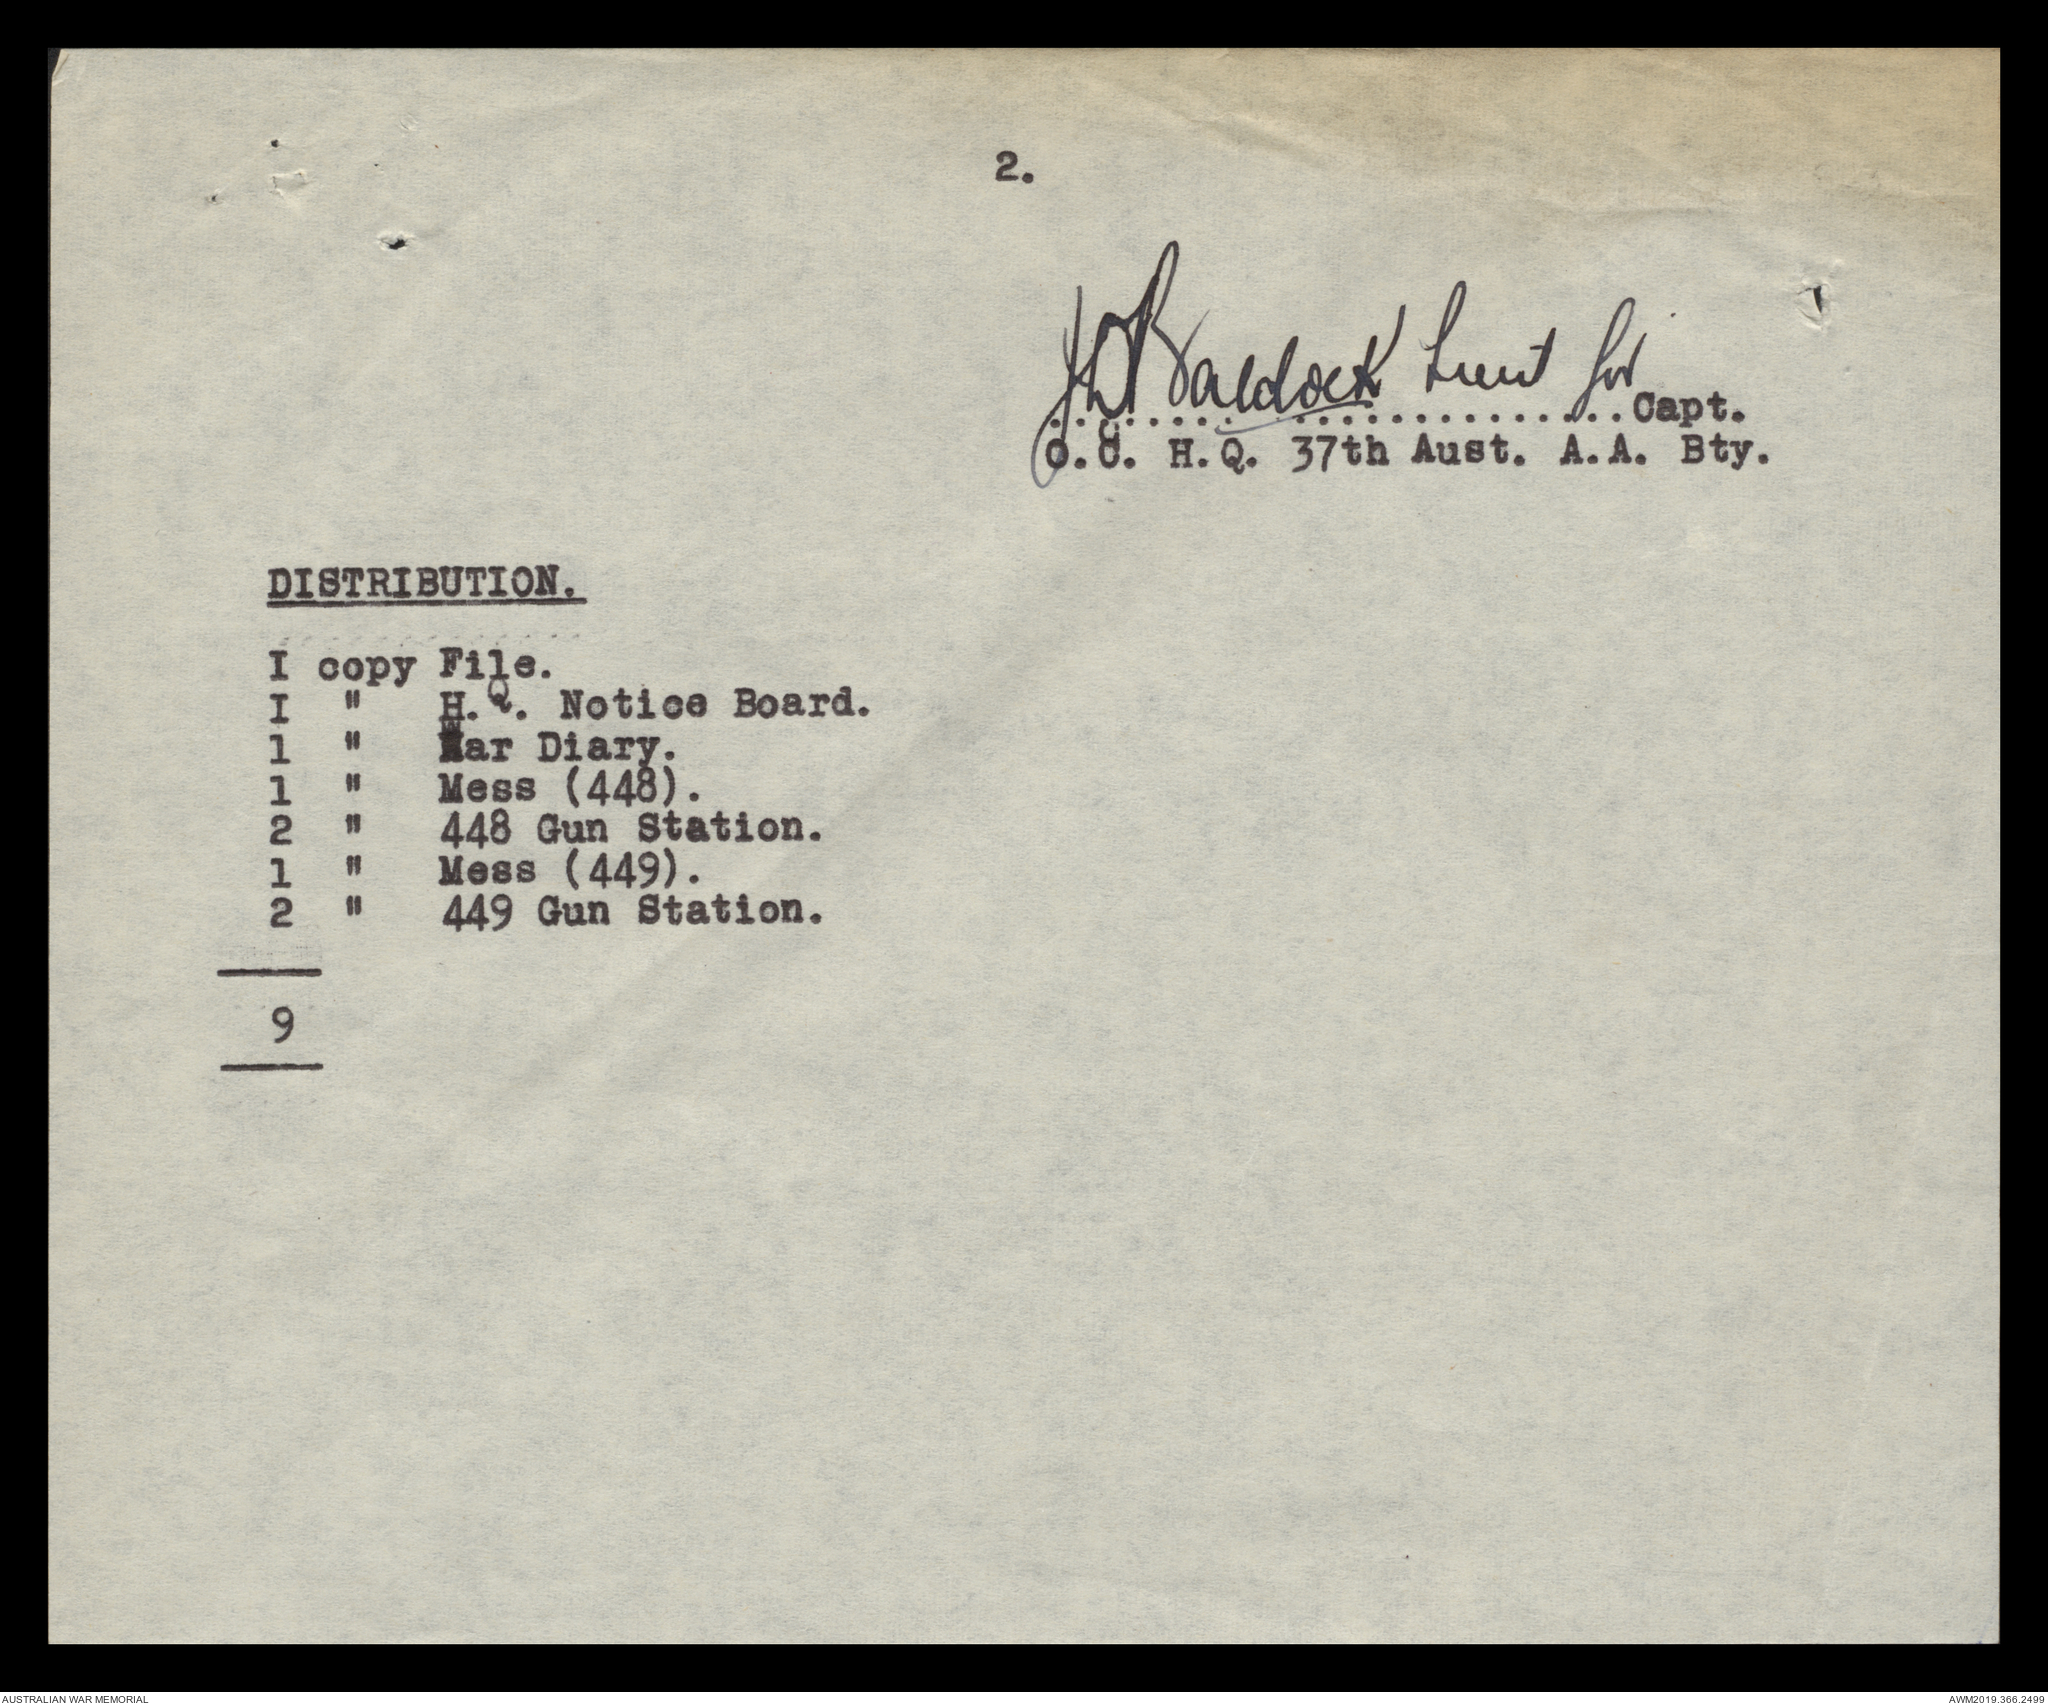 2.
Baldock Lieut for
....................Capt.
O.C. H.Q. 37th Aust. A.A. Bty.
DISTRIBUTION.
I copy File.
I " H.Q. Notice Board.
1 " War Diary.
1 " Mess (448).
2 " 448 Gun Station.
1 " Mess (449).
2 " 449 Gun Station.
9
AUSTRALIAN WAR MEMORIAL
AWM2019.366.2499